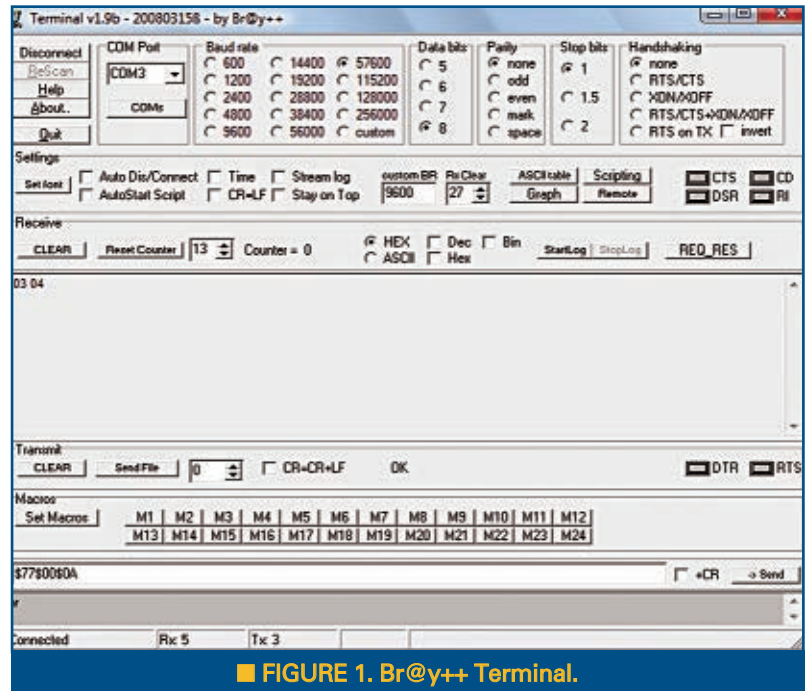 Terminal v1.9b - 200803158 - by Br@y++
Disconnect
ReScan
Help
About..
Quit
COM Port
COM3
COMs
Baud rate
600 14400 57600
1200 19200 115200
2400 28800 128000
4800 38400 256000
9600 56000 custom
Data bits
5
6
7
8
Parity
none
odd
even
mark
space
Stop bits
1
1.5
2
Handshaking
none
RTS/CTS
XON/XOFF
RTS/CTS+XON/XOFF
RTS on TX invert
Settings
Set font
Auto Dis/Connect Time Stream log
AutoStart Script CR=LF Stay on Top
custom BR Rx Clear
9600 27
ASCII table Scripting
Graph Remote
CTS CD
DSR RI
Receive
CLEAR Reset Counter 13 Counter = 0
HEX Dec Bin
ASCII Hex
StartLog StopLog REQ_RES
03 04
Transmit
CLEAR Send File 0 CR=CR+LF OK
DTR RTS
Macros
Set Macros
M1 M2 M3 M4 M5 M6 M7 M8 M9 M10 M11 M12
M13 M14 M15 M16 M17 M18 M19 M20 M21 M22 M23 M24
$77$00$0A
+CR -> Send
onnected Rx: 5 Tx: 3
FIGURE 1. Br@y++ Terminal.